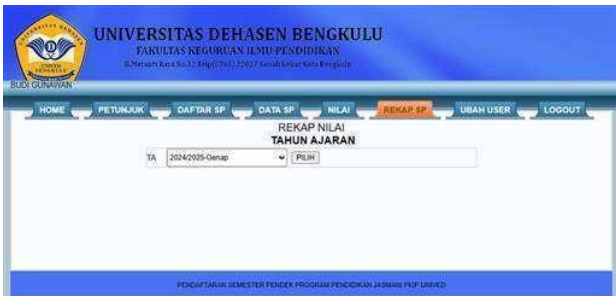 UNIVERSITAS DEHASEN BENGKULU
FAKULTAS KEGURUAN ILMU PENDIDIKAN
BUDI GUNAWAN
HOME PETUNJUK DAFTAR SP DATA SP NILAI REKAP SP UBAH USER LOGOUT
REKAP NILAI
TAHUN AJARAN
TA 2024/2025-Genap PILIH
PENDAFTARAN SEMESTER PENDEK PROGRAM PENDIDIKAN JASMANI FKIP UNIVED